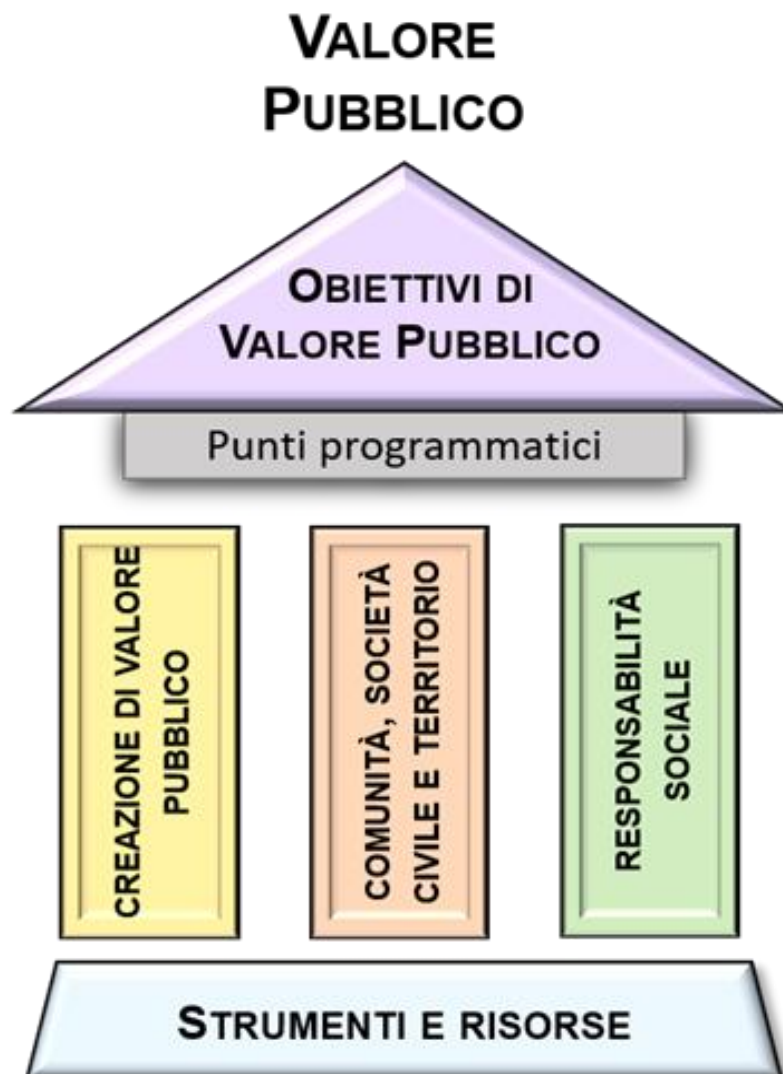 VALORE
PUBBLICO
OBIETTIVI DI
VALORE PUBBLICO
Punti programmatici
CREAZIONE DI VALORE
PUBBLICO
COMUNITÀ, SOCIETÀ
CIVILE E TERRITORIO
RESPONSABILITÀ
SOCIALE
STRUMENTI E RISORSE